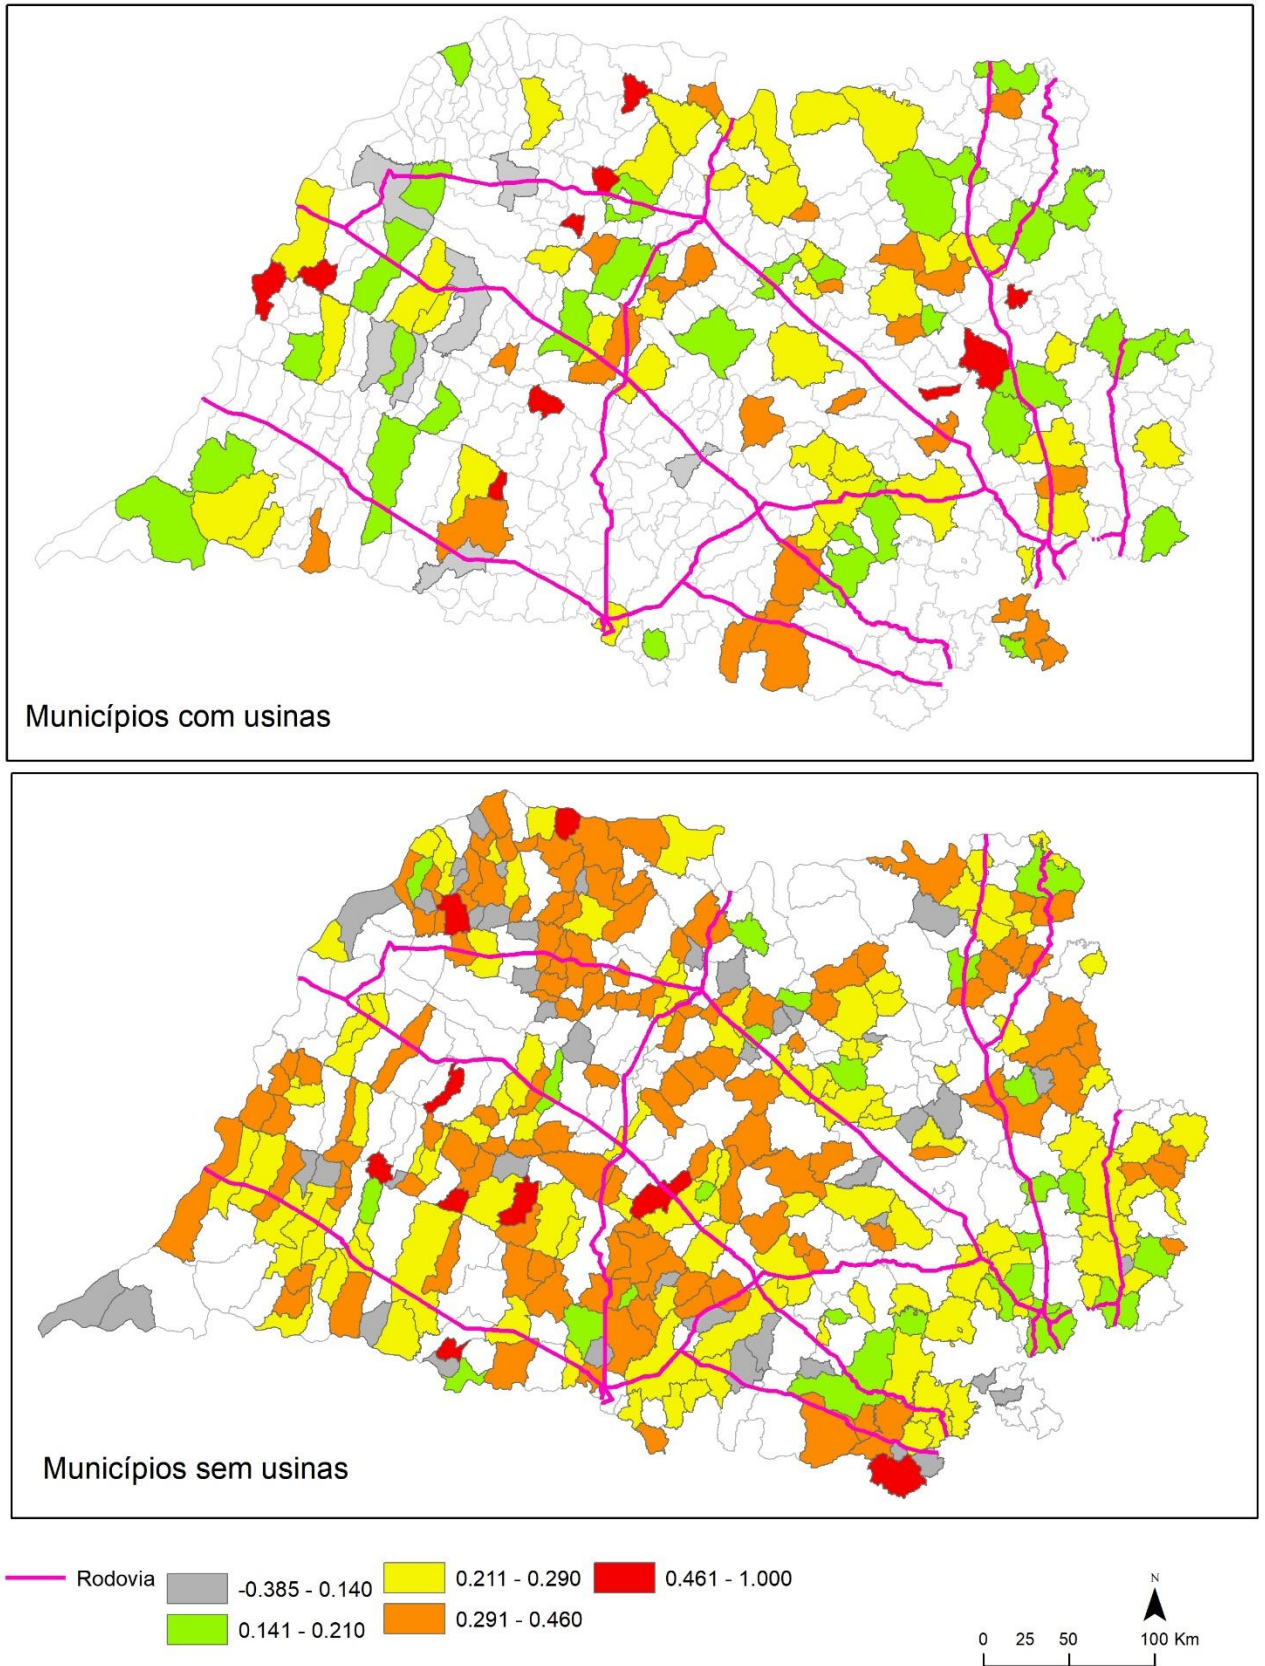 Municípios com usinas
Municípios sem usinas
Rodovia
-0.385 - 0.140
0.141 - 0.210
0.211 - 0.290
0.291 - 0.460
0.461 - 1.000
N
0 25 50 100 Km